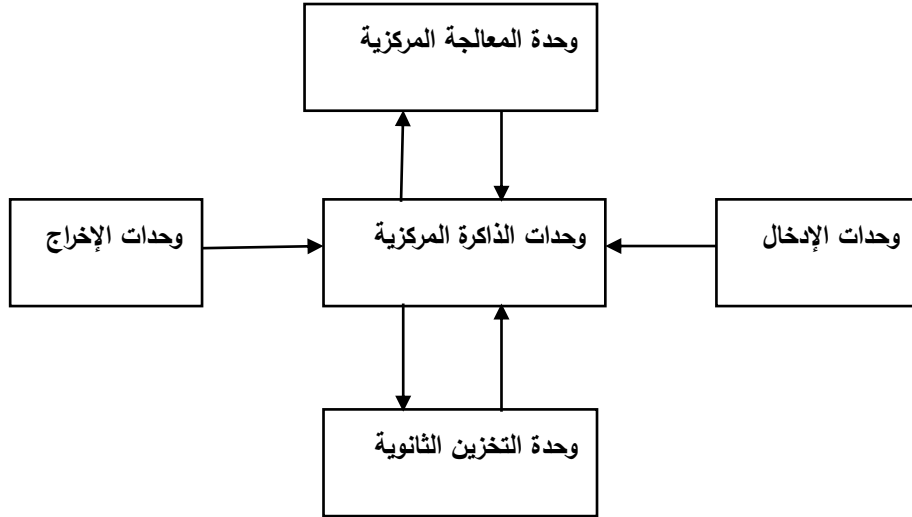 وحدة المعالجة المركزية
وحدات الإدخال
وحدات الذاكرة المركزية
وحدات الإخراج
وحدة التخزين الثانوية